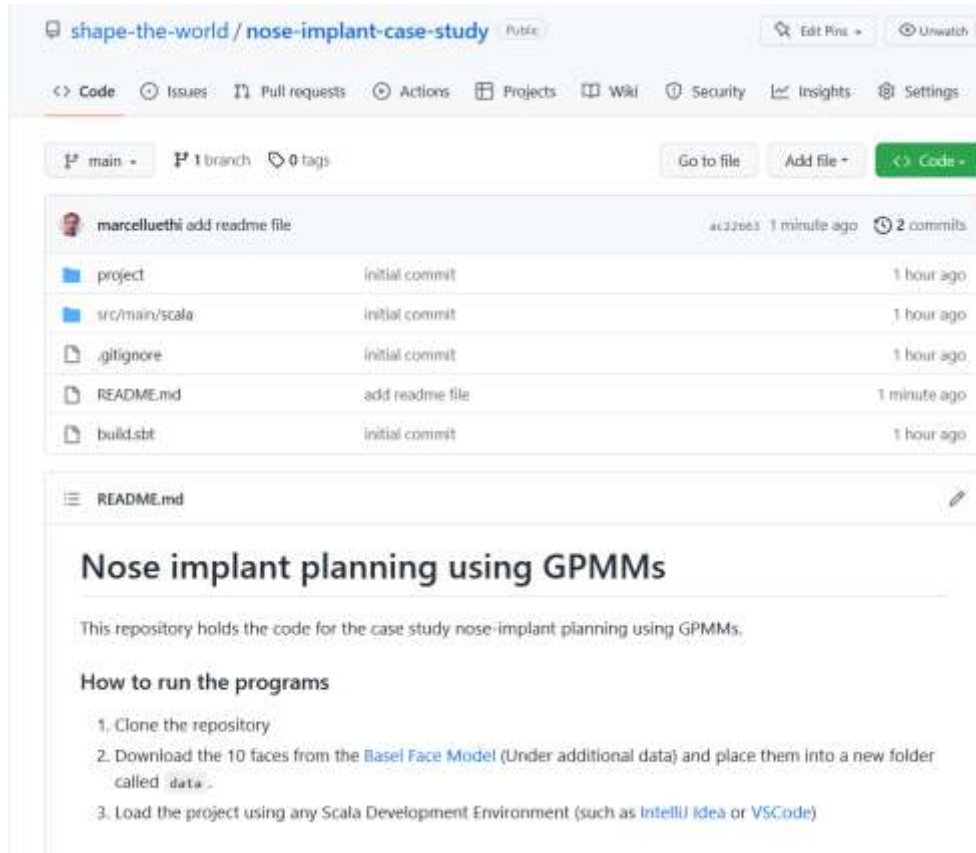 shape-the-world / nose-implant-case-study Public
Edit Pins
Unwatch
Code Issues Pull requests Actions Projects Wiki Security Insights Settings
main 1 branch 0 tags Go to file Add file Code
marcelluethi add readme file 1 minute ago 2 commits
project initial commit 1 hour ago
src/main/scala initial commit 1 hour ago
.gitignore initial commit 1 hour ago
README.md add readme file 1 minute ago
build.sbt initial commit 1 hour ago
README.md
Nose implant planning using GPMMs
This repository holds the code for the case study nose-implant planning using GPMMs.
How to run the programs
1. Clone the repository
2. Download the 10 faces from the Basel Face Model (Under additional data) and place them into a new folder
called data .
3. Load the project using any Scala Development Environment (such as IntelliJ Idea or VSCode)